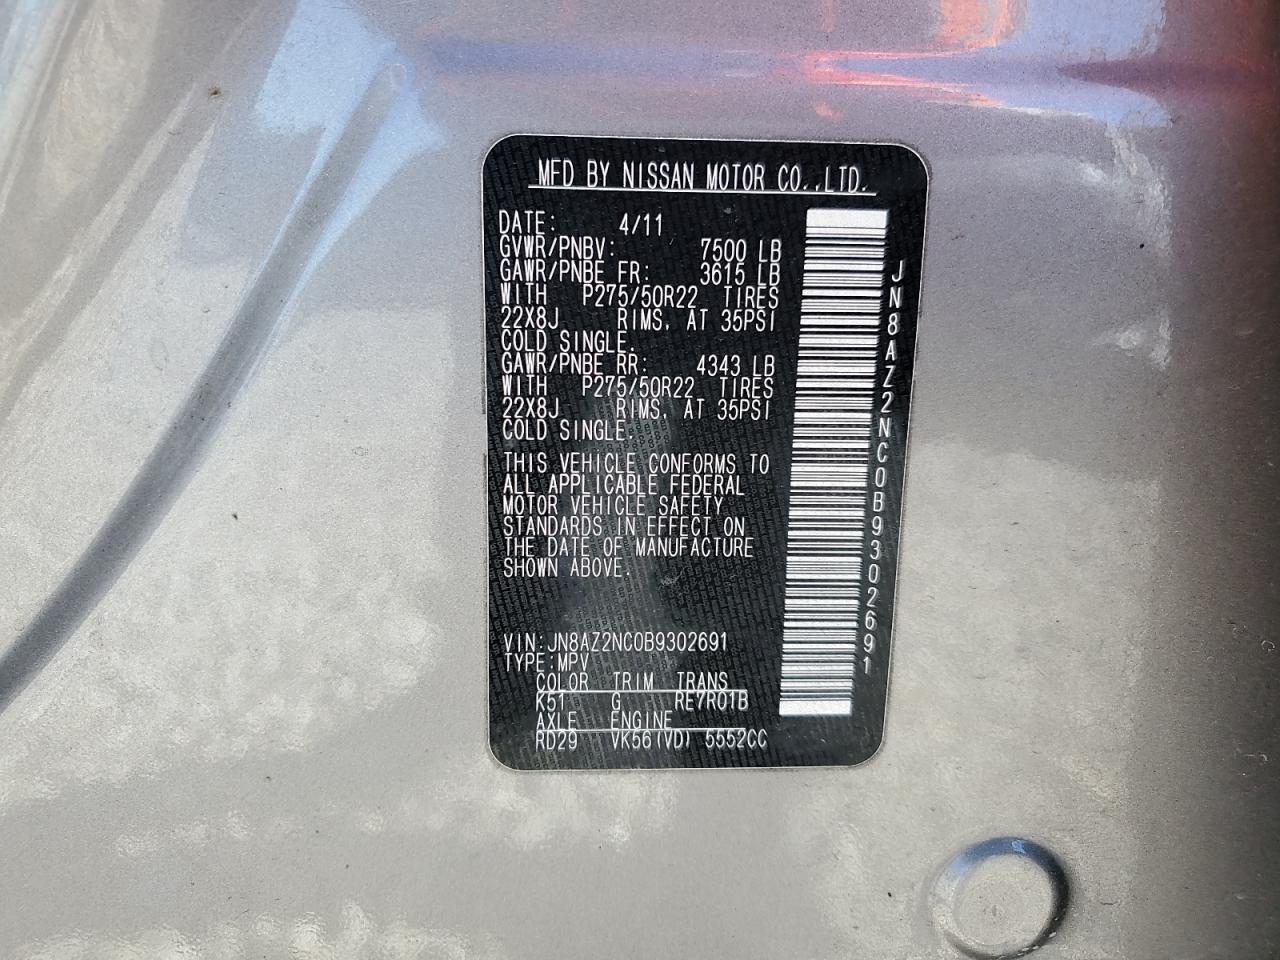 MFD BY NISSAN MOTOR CO.,LTD.
DATE: 4/11
GVWR/PNBV: 7500 LB
GAWR/PNBE FR: 3615 LB
WITH P275/50R22 TIRES
22X8J RIMS, AT 35PSI
COLD SINGLE.
GAWR/PNBE RR: 4343 LB
WITH P275/50R22 TIRES
22X8J RIMS, AT 35PSI
COLD SINGLE.
THIS VEHICLE CONFORMS TO
ALL APPLICABLE FEDERAL
MOTOR VEHICLE SAFETY
STANDARDS IN EFFECT ON
THE DATE OF MANUFACTURE
SHOWN ABOVE.
VIN:JN8AZ2NC0B9302691
TYPE:MPV
COLOR TRIM TRANS
K51 G RE7R01B
AXLE ENGINE
RD29 VK56(VD) 5552CC
JN8AZ2NC0B9302691